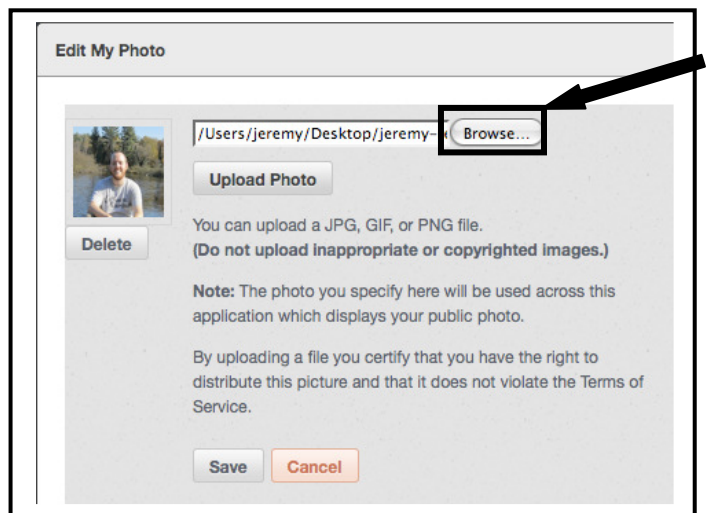 Edit My Photo
/Users/jeremy/Desktop/jeremy-
Browse...
Upload Photo
You can upload a JPG, GIF, or PNG file.
Delete
(Do not upload inappropriate or copyrighted images.)
Note: The photo you specify here will be used across this
application which displays your public photo.
By uploading a file you certify that you have the right to
distribute this picture and that it does not violate the Terms of
Service.
Save
Cancel